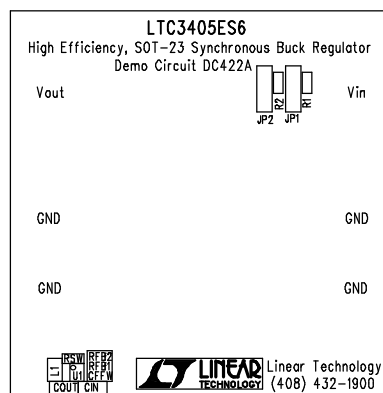 LTC3405ES6
High Efficiency, SOT-23 Synchronous Buck Regulator
Demo Circuit DC422A
Vout
Vin
R2
R1
JP2
JP1
GND
GND
GND
GND
L1
RSW
U1
RFB2
RFB1
CFFW
COUT
CIN
LT LINEAR
TECHNOLOGY
Linear Technology
(408) 432-1900